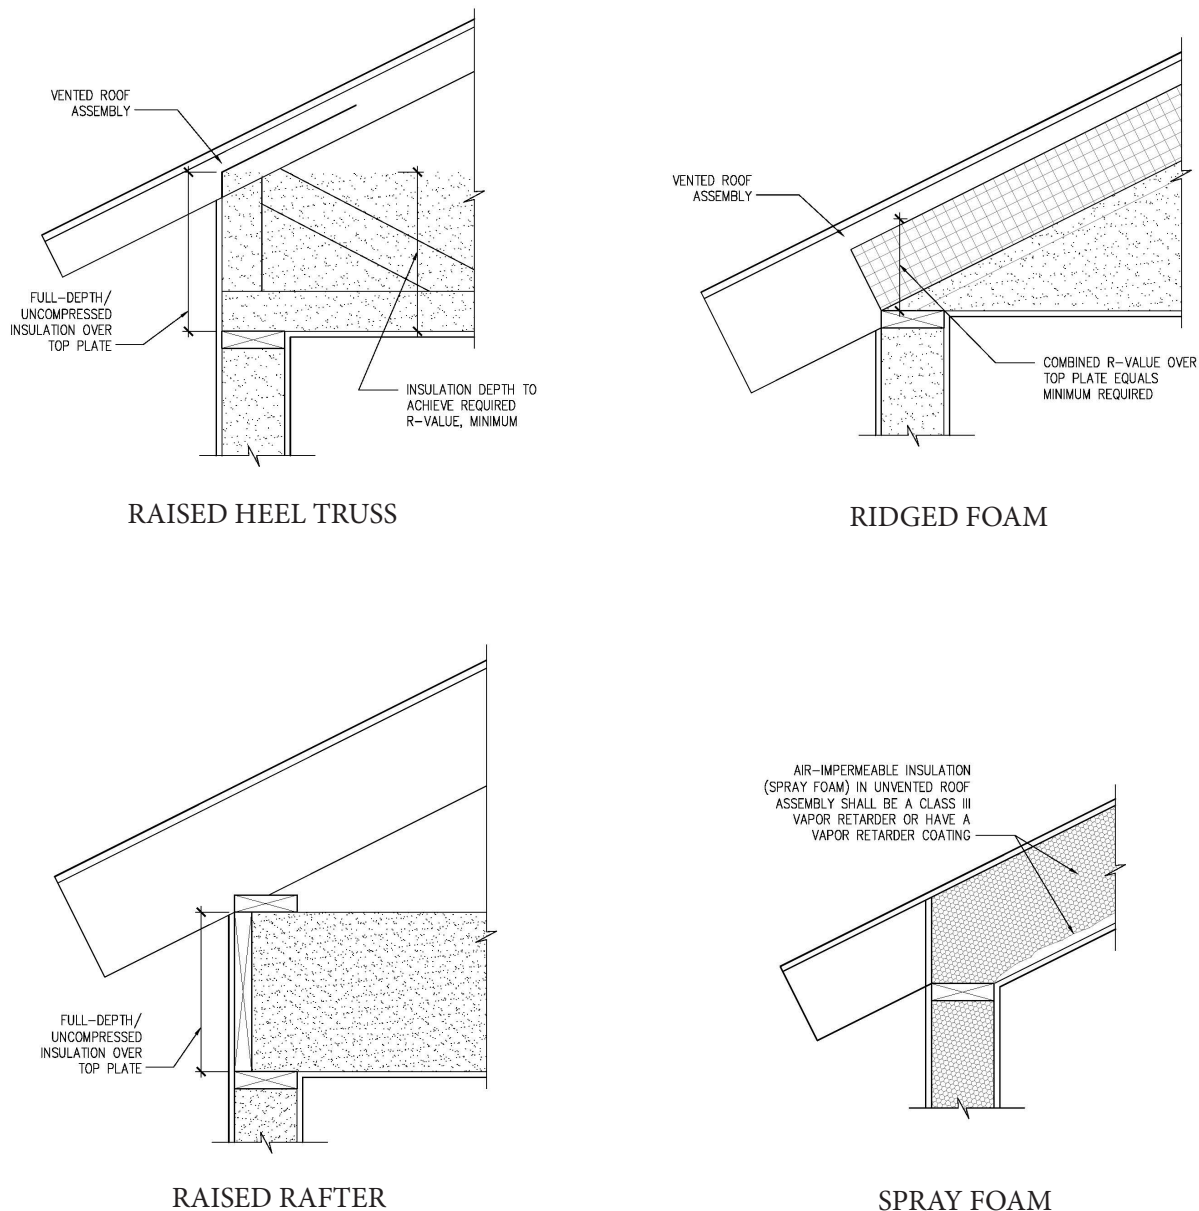 VENTED ROOF
ASSEMBLY
FULL-DEPTH/
UNCOMPRESSED
INSULATION OVER
TOP PLATE
INSULATION DEPTH TO
ACHIEVE REQUIRED
R-VALUE, MINIMUM
RAISED HEEL TRUSS
VENTED ROOF
ASSEMBLY
COMBINED R-VALUE OVER
TOP PLATE EQUALS
MINIMUM REQUIRED
RIDGED FOAM
FULL-DEPTH/
UNCOMPRESSED
INSULATION OVER
TOP PLATE
RAISED RAFTER
AIR-IMPERMEABLE INSULATION
(SPRAY FOAM) IN UNVENTED ROOF
ASSEMBLY SHALL BE A CLASS III
VAPOR RETARDER OR HAVE A
VAPOR RETARDER COATING
SPRAY FOAM